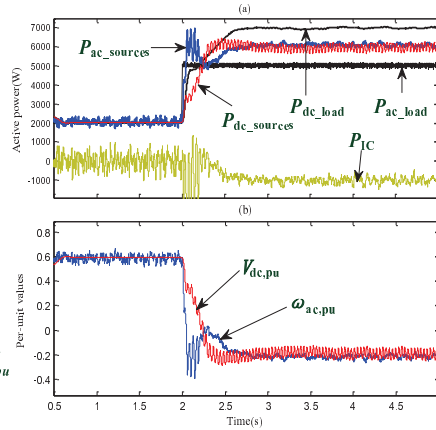 (a)
7000
6000
5000
4000
3000
2000
1000
0
-1000
Active power(W)
Pac_sources
Pdc_sources
Pdc_load
Pac_load
PIC
(b)
0.8
0.6
0.4
0.2
0
-0.2
-0.4
Per-unit values
Vdc,pu
ωac,pu
pu
0.5 1 1.5 2 2.5 3 3.5 4 4.5
Time(s)